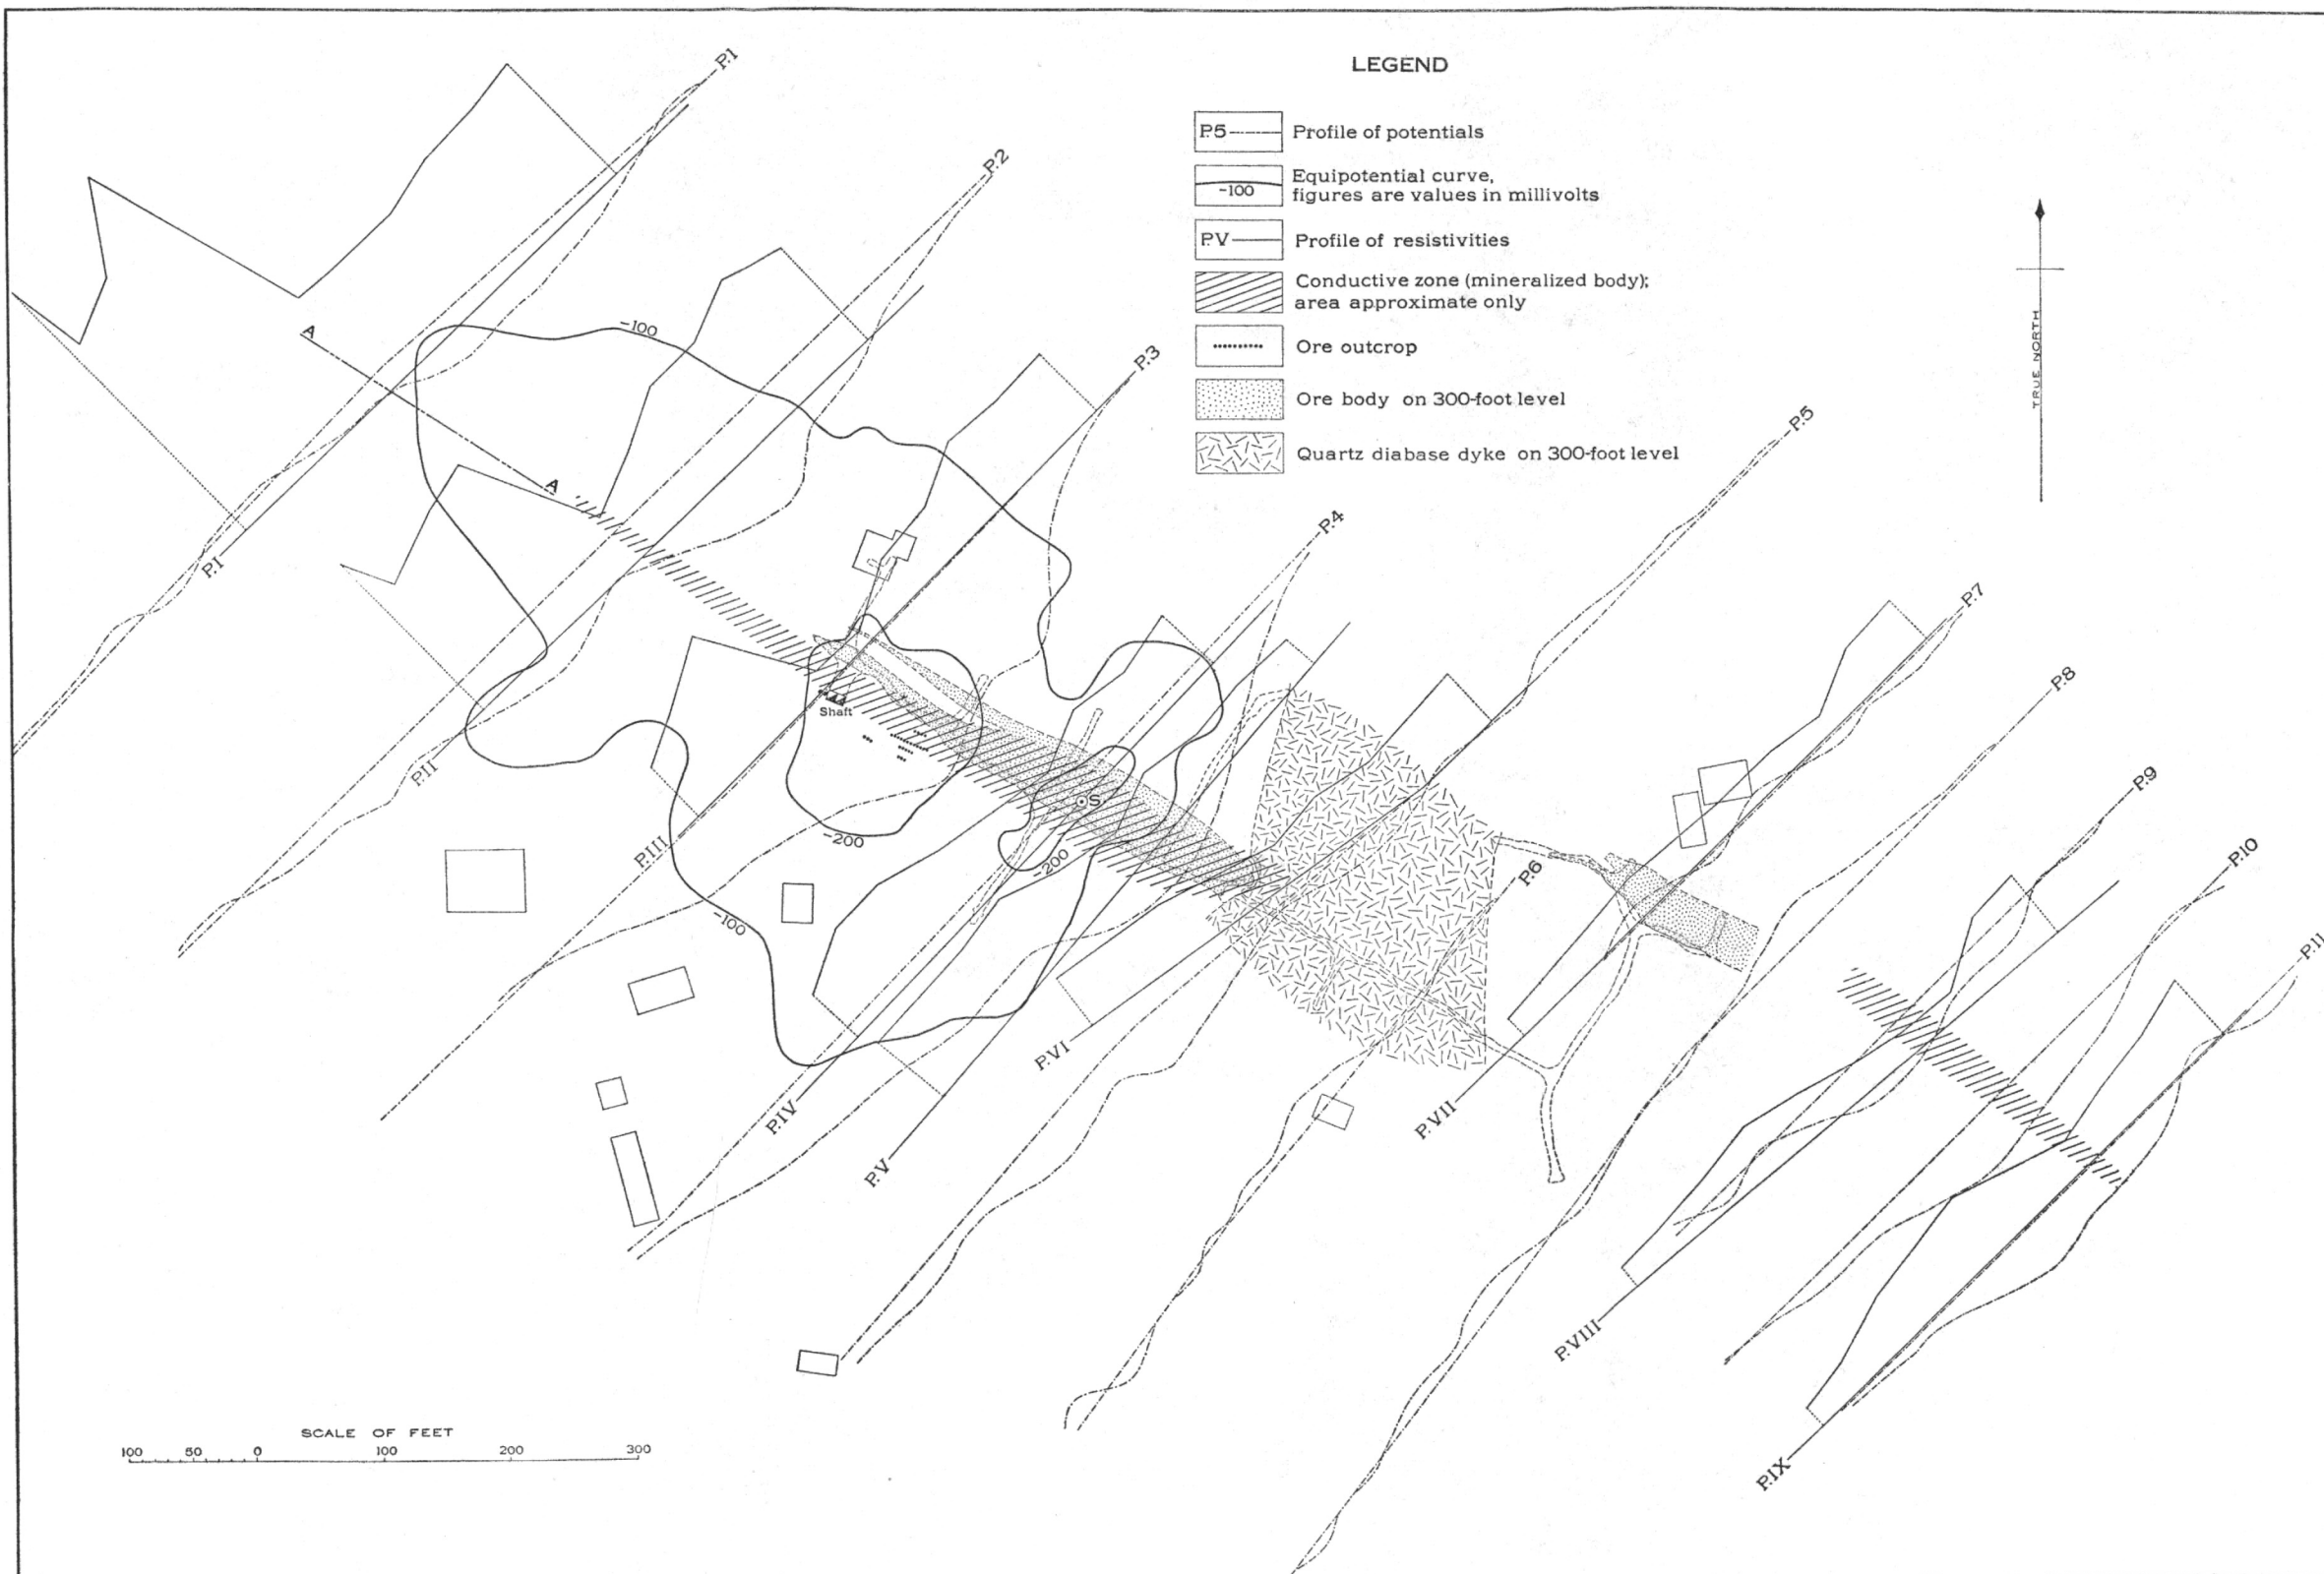 LEGEND
P.5
Profile of potentials
-100
Equipotential curve,
figures are values in millivolts
P.V
Profile of resistivities
Conductive zone (mineralized body);
area approximate only
Ore outcrop
Ore body on 300-foot level
Quartz diabase dyke on 300-foot level
TRUE NORTH
P.1
P.2
P.3
P.4
P.5
P.6
P.7
P.8
P.9
P.10
P.11
-100
A
A
P.I
P.II
Shaft
S
-200
-200
P.III
-100
P.IV
P.V
P.VI
P.VII
P.VIII
P.IX
SCALE OF FEET
100 50 0 100 200 300